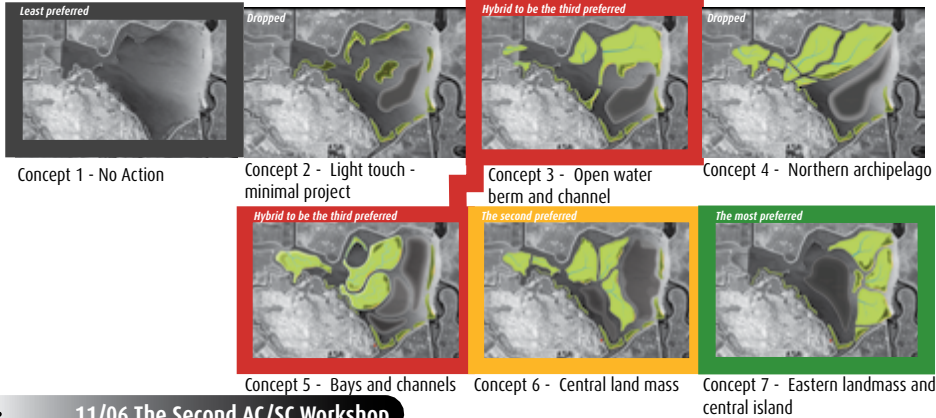 Least preferred
Dropped
Hybrid to be the third preferred
Dropped
Concept 1 - No Action
Concept 2 - Light touch -
minimal project
Concept 3 - Open water
berm and channel
Concept 4 - Northern archipelago
Hybrid to be the third preferred
The second preferred
The most preferred
Concept 5 - Bays and channels
Concept 6 - Central land mass
Concept 7 - Eastern landmass and
central island
11/06 The Second AC/SC Workshop